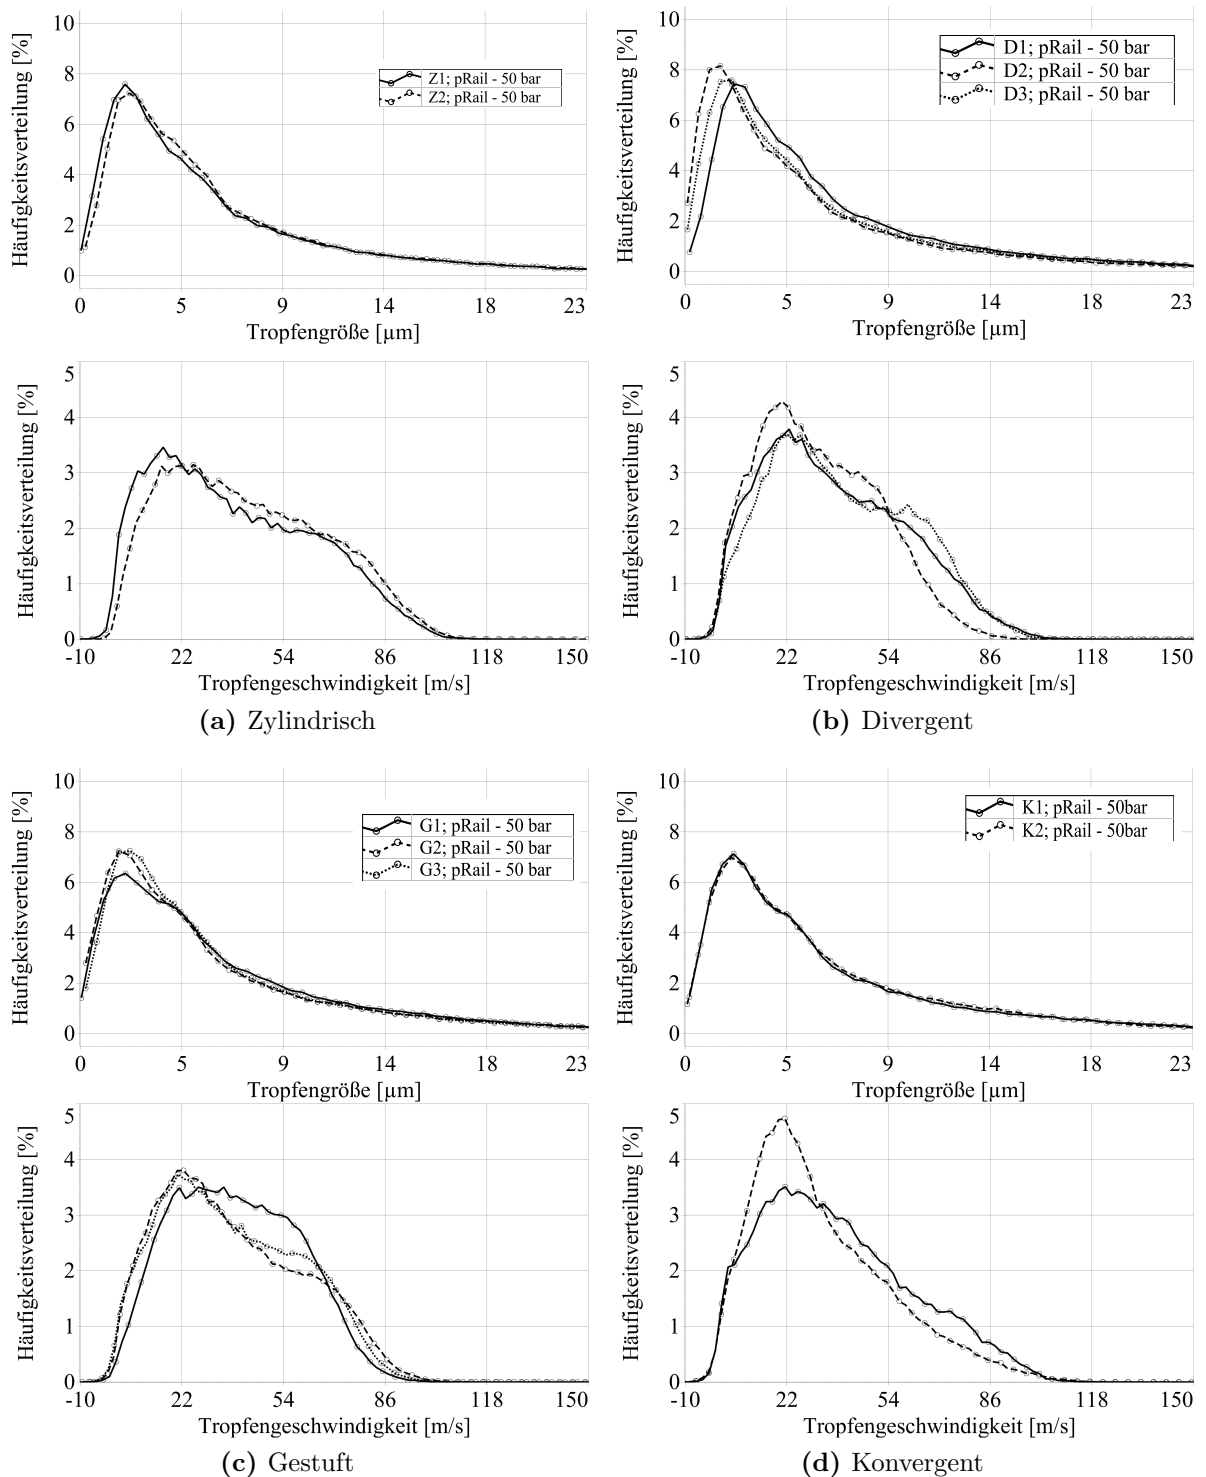 Häufigkeitsverteilung [%]
10
8
6
4
2
0
Z1; pRail - 50 bar
Z2; pRail - 50 bar
0 5 9 14 18 23
Tropfengröße [µm]
Häufigkeitsverteilung [%]
10
8
6
4
2
0
D1; pRail - 50 bar
D2; pRail - 50 bar
D3; pRail - 50 bar
0 5 9 14 18 23
Tropfengröße [µm]
Häufigkeitsverteilung [%]
5
4
3
2
1
0
-10 22 54 86 118 150
Tropfengeschwindigkeit [m/s]
(a) Zylindrisch
Häufigkeitsverteilung [%]
5
4
3
2
1
0
-10 22 54 86 118 150
Tropfengeschwindigkeit [m/s]
(b) Divergent
Häufigkeitsverteilung [%]
10
8
6
4
2
0
G1; pRail - 50 bar
G2; pRail - 50 bar
G3; pRail - 50 bar
0 5 9 14 18 23
Tropfengröße [µm]
Häufigkeitsverteilung [%]
10
8
6
4
2
0
K1; pRail - 50bar
K2; pRail - 50bar
0 5 9 14 18 23
Tropfengröße [µm]
Häufigkeitsverteilung [%]
5
4
3
2
1
0
-10 22 54 86 118 150
Tropfengeschwindigkeit [m/s]
(c) Gestuft
Häufigkeitsverteilung [%]
5
4
3
2
1
0
-10 22 54 86 118 150
Tropfengeschwindigkeit [m/s]
(d) Konvergent